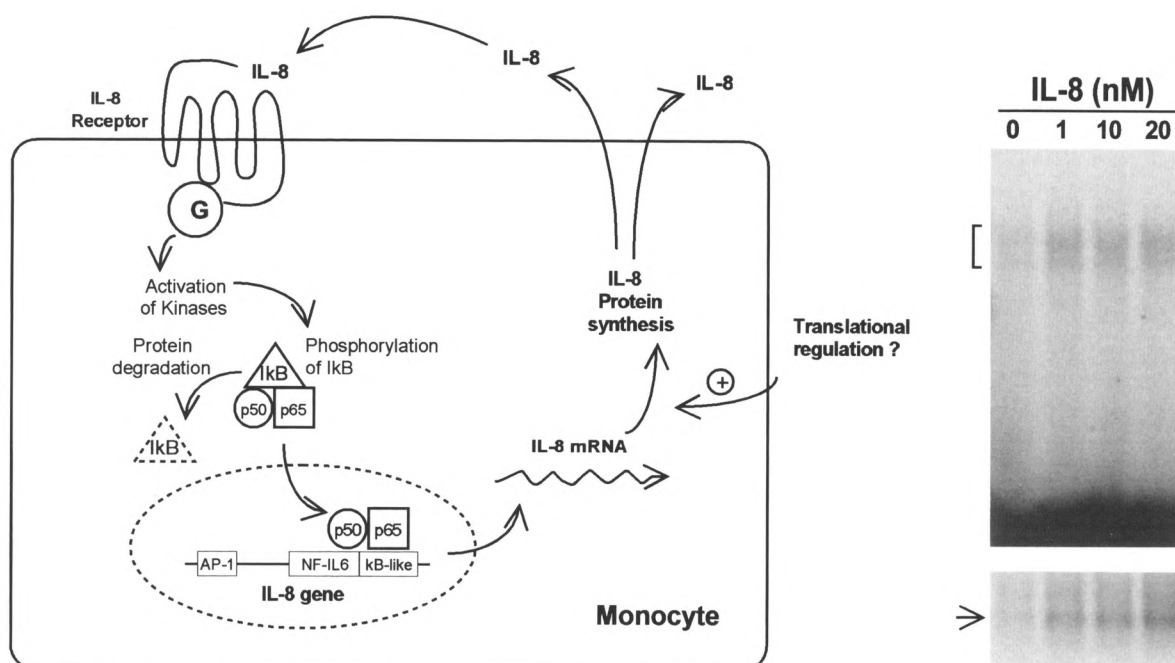 IL-8
IL-8
IL-8
IL-8
Receptor
G
Activation
of Kinases
Protein
degradation
Phosphorylation
of IkB
IkB
p50
p65
IkB
p50
p65
AP-1
NF-IL6
kB-like
IL-8 gene
IL-8 mRNA
IL-8
Protein
synthesis
+
Translational
regulation ?
Monocyte
IL-8 (nM)
0 1 10 20